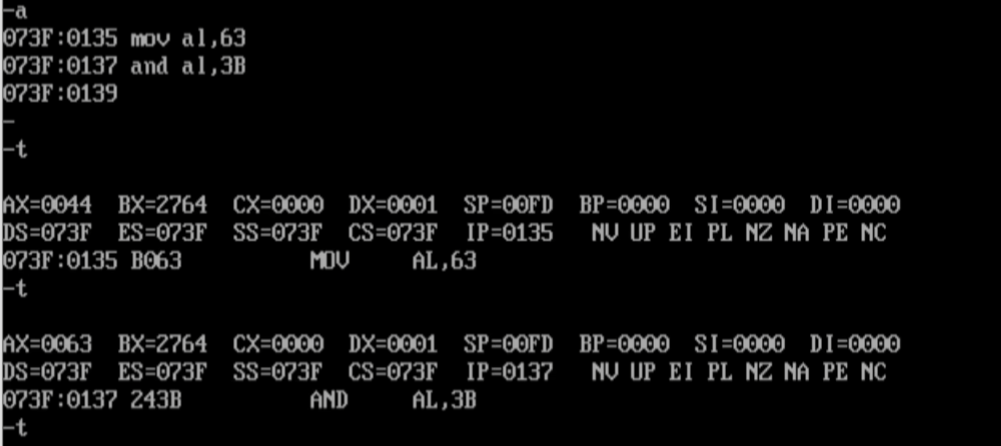 -a
073F:0135 mov al,63
073F:0137 and al,3B
073F:0139
-
-t
AX=0044 BX=2764 CX=0000 DX=0001 SP=00FD BP=0000 SI=0000 DI=0000
DS=073F ES=073F SS=073F CS=073F IP=0135 NV UP EI PL NZ NA PE NC
073F:0135 B063 MOV AL,63
-t
AX=0063 BX=2764 CX=0000 DX=0001 SP=00FD BP=0000 SI=0000 DI=0000
DS=073F ES=073F SS=073F CS=073F IP=0137 NV UP EI PL NZ NA PE NC
073F:0137 243B AND AL,3B
-t